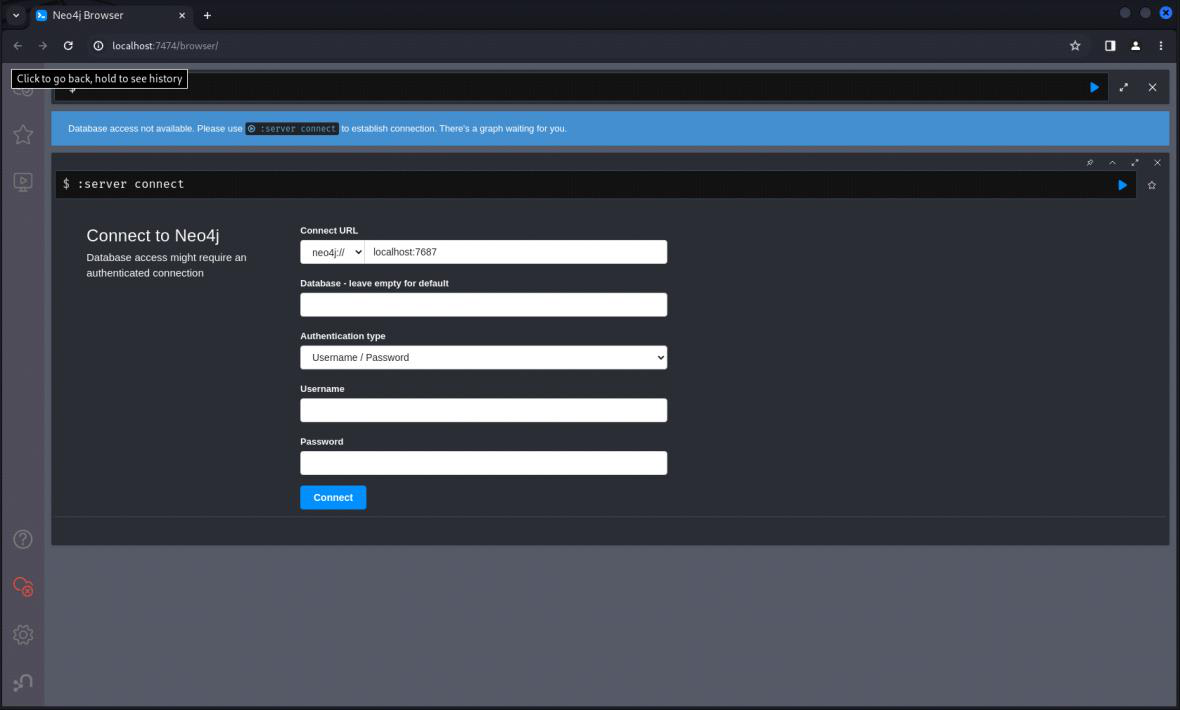 Neo4j Browser
localhost:7474/browser/
Click to go back, hold to see history
$
Database access not available. Please use :server connect to establish connection. There's a graph waiting for you.
$ :server connect
Connect to Neo4j
Database access might require an
authenticated connection
Connect URL
neo4j:// localhost:7687
Database - leave empty for default
Authentication type
Username / Password
Username
Password
Connect